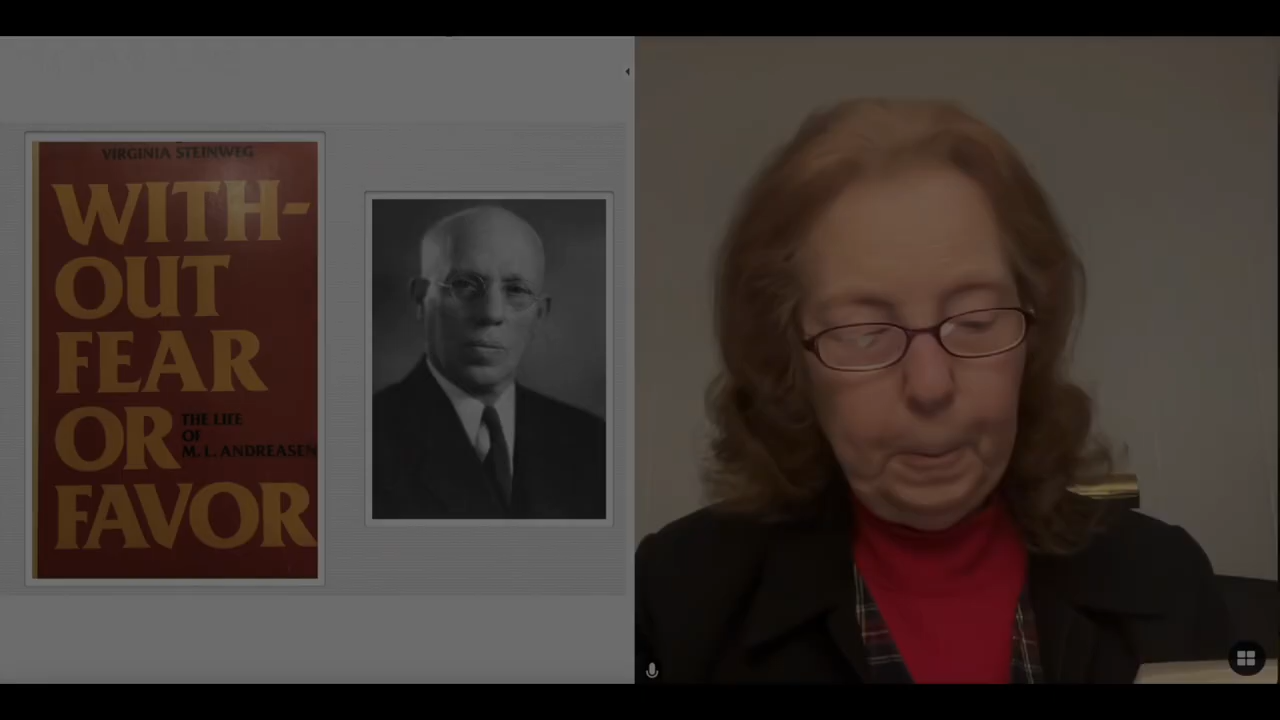 VIRGINIA STEINWEG
WITH-
OUT
FEAR
OR
THE LIFE
OF
M. L. ANDREASEN
FAVOR